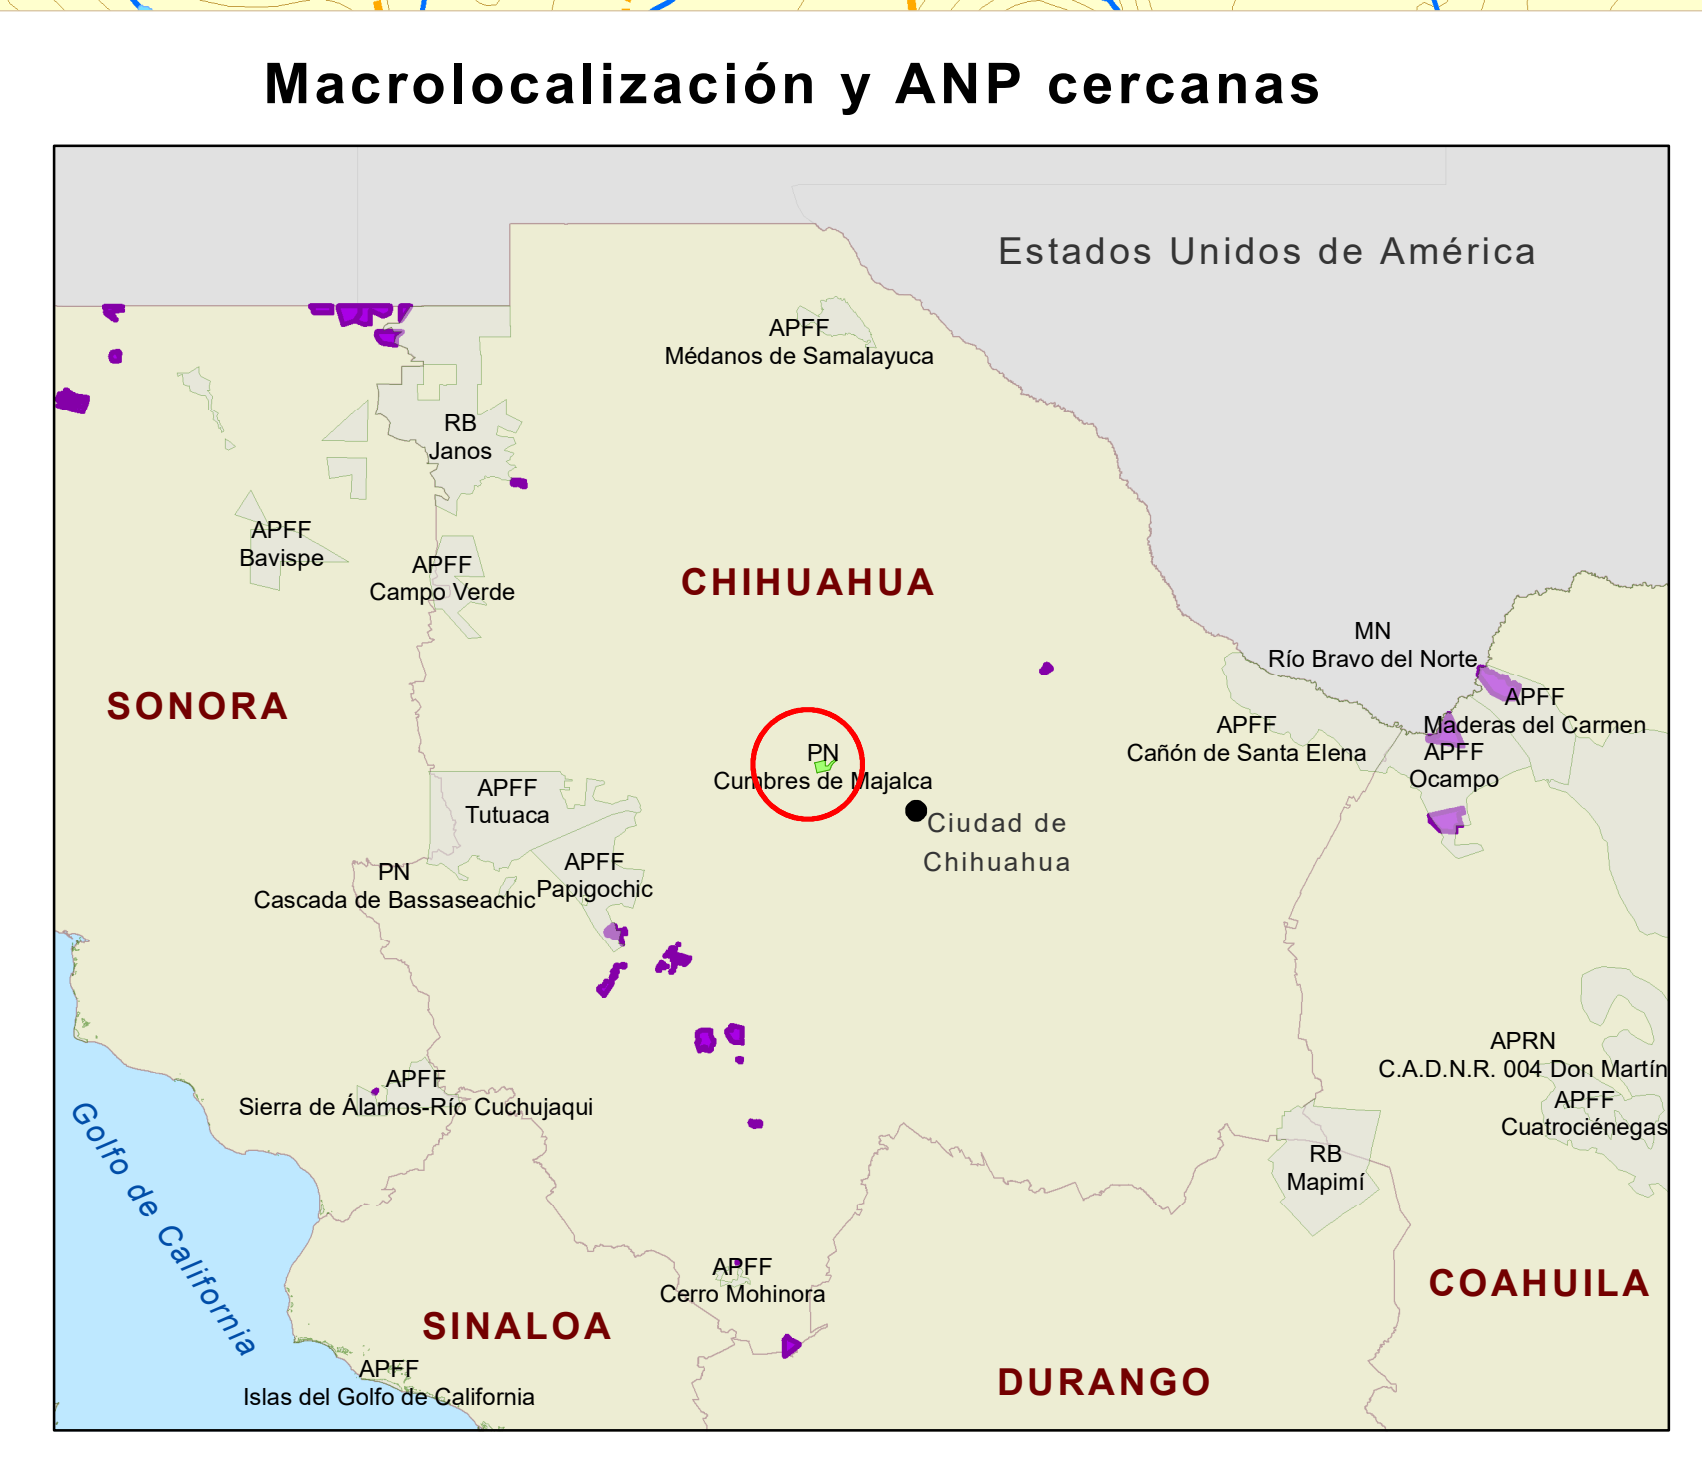 Macrolocalización y ANP cercanas
Estados Unidos de América
APFF
Médanos de Samalayuca
RB
Janos
APFF
Bavispe
APFF
Campo Verde
CHIHUAHUA
MN
Río Bravo del Norte
SONORA
APFF
Maderas del Carmen
APFF
Cañón de Santa Elena
APFF
Ocampo
PN
Cumbres de Majalca
APFF
Tutuaca
Ciudad de
Chihuahua
APFF
Papigochic
PN
Cascada de Bassaseachic
APRN
C.A.D.N.R. 004 Don Martín
APFF
Sierra de Álamos-Río Cuchujaqui
APFF
Cuatrociénegas
RB
Mapimí
Golfo de California
APFF
Cerro Mohinora
COAHUILA
SINALOA
APFF
Islas del Golfo de California
DURANGO